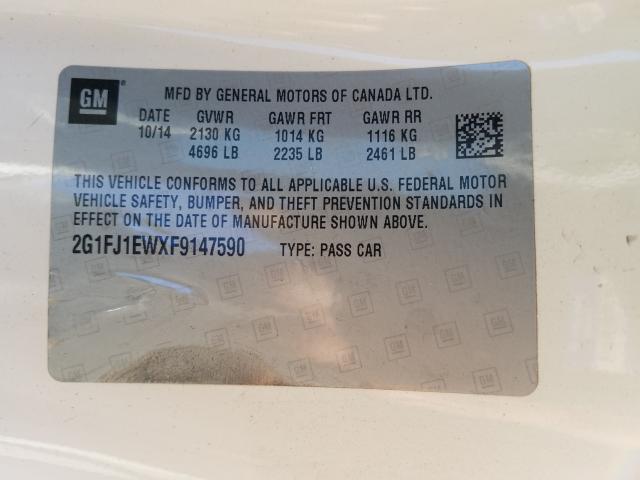 GM
MFD BY GENERAL MOTORS OF CANADA LTD.
DATE GVWR GAWR FRT GAWR RR
10/14 2130 KG 1014 KG 1116 KG
4696 LB 2235 LB 2461 LB
THIS VEHICLE CONFORMS TO ALL APPLICABLE U.S. FEDERAL MOTOR
VEHICLE SAFETY, BUMPER, AND THEFT PREVENTION STANDARDS IN
EFFECT ON THE DATE OF MANUFACTURE SHOWN ABOVE.
2G1FJ1EWXF9147590 TYPE: PASS CAR